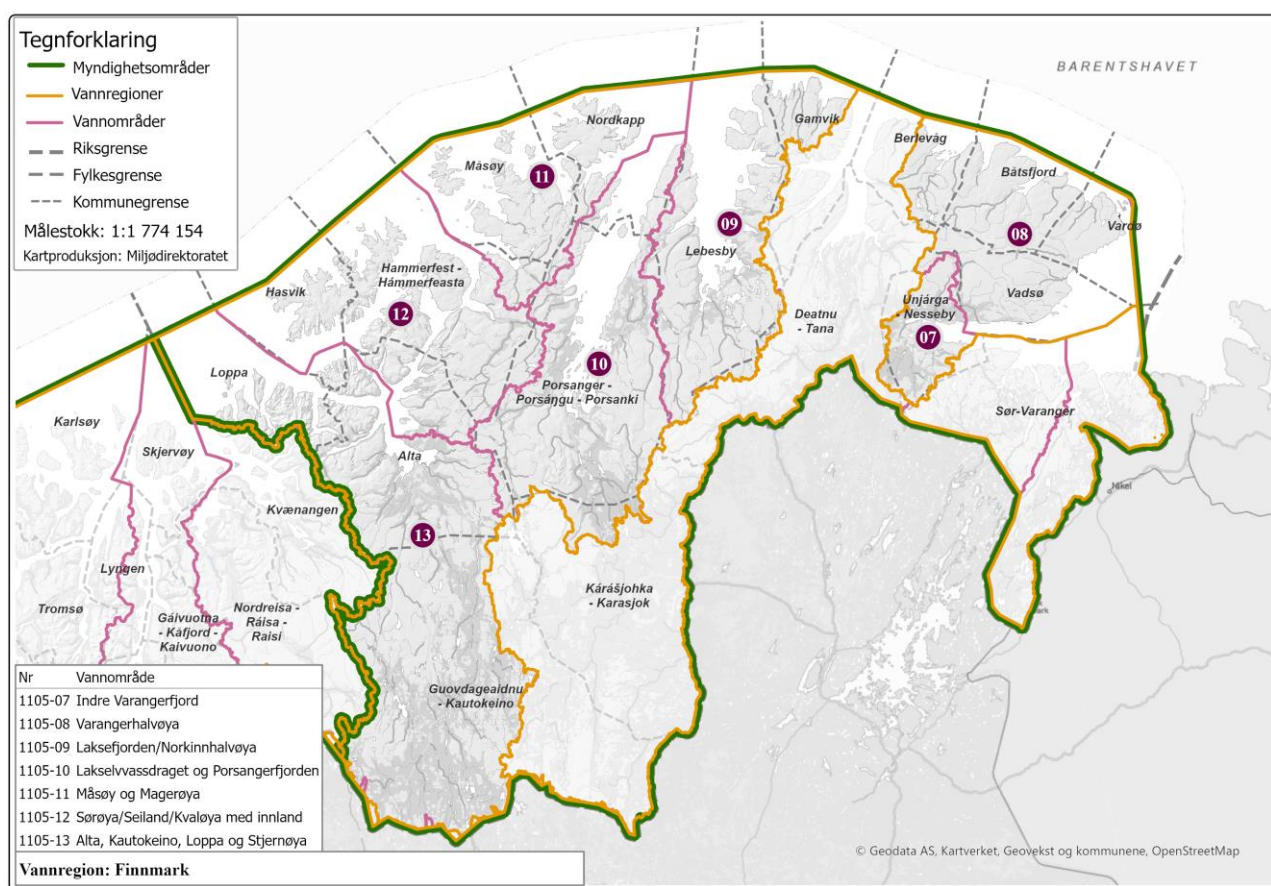 Tegnforklaring
Myndighetsområder
Vannregioner
Vannområder
Riksgrense
Fylkesgrense
Kommunegrense
Målestokk: 1:1 774 154
Kartproduksjon: Miljødirektoratet
BARENTSHAVET
Nordkapp
Gamvik
Berlevåg
Måsøy
11
Båtsfjord
09
08
Vardø
Lebesby
Hammerfest -
Hámmerfeasta
Hasvik
12
Vadsø
Unjárga
- Nesseby
Deatnu
- Tana
07
10
Porsanger -
Porsáŋgu - Porsanki
Loppa
Karlsøy
Sør-Varanger
Skjervøy
Alta
Nikel
Kvænangen
13
Lyngen
Kárášjohka
- Karasjok
Tromsø
Gáivuotna
- Kåfjord -
Kaivuono
Nordreisa -
Ráisa -
Raisi
Guovdageaidnu
- Kautokeino
Nr Vannområde
1105-07 Indre Varangerfjord
1105-08 Varangerhalvøya
1105-09 Laksefjorden/Norkinnhalvøya
1105-10 Lakselvvassdraget og Porsangerfjorden
1105-11 Måsøy og Magerøya
1105-12 Sørøya/Seiland/Kvaløya med innland
1105-13 Alta, Kautokeino, Loppa og Stjernøya
Vannregion: Finnmark
© Geodata AS, Kartverket, Geovekst og kommunene, OpenStreetMap